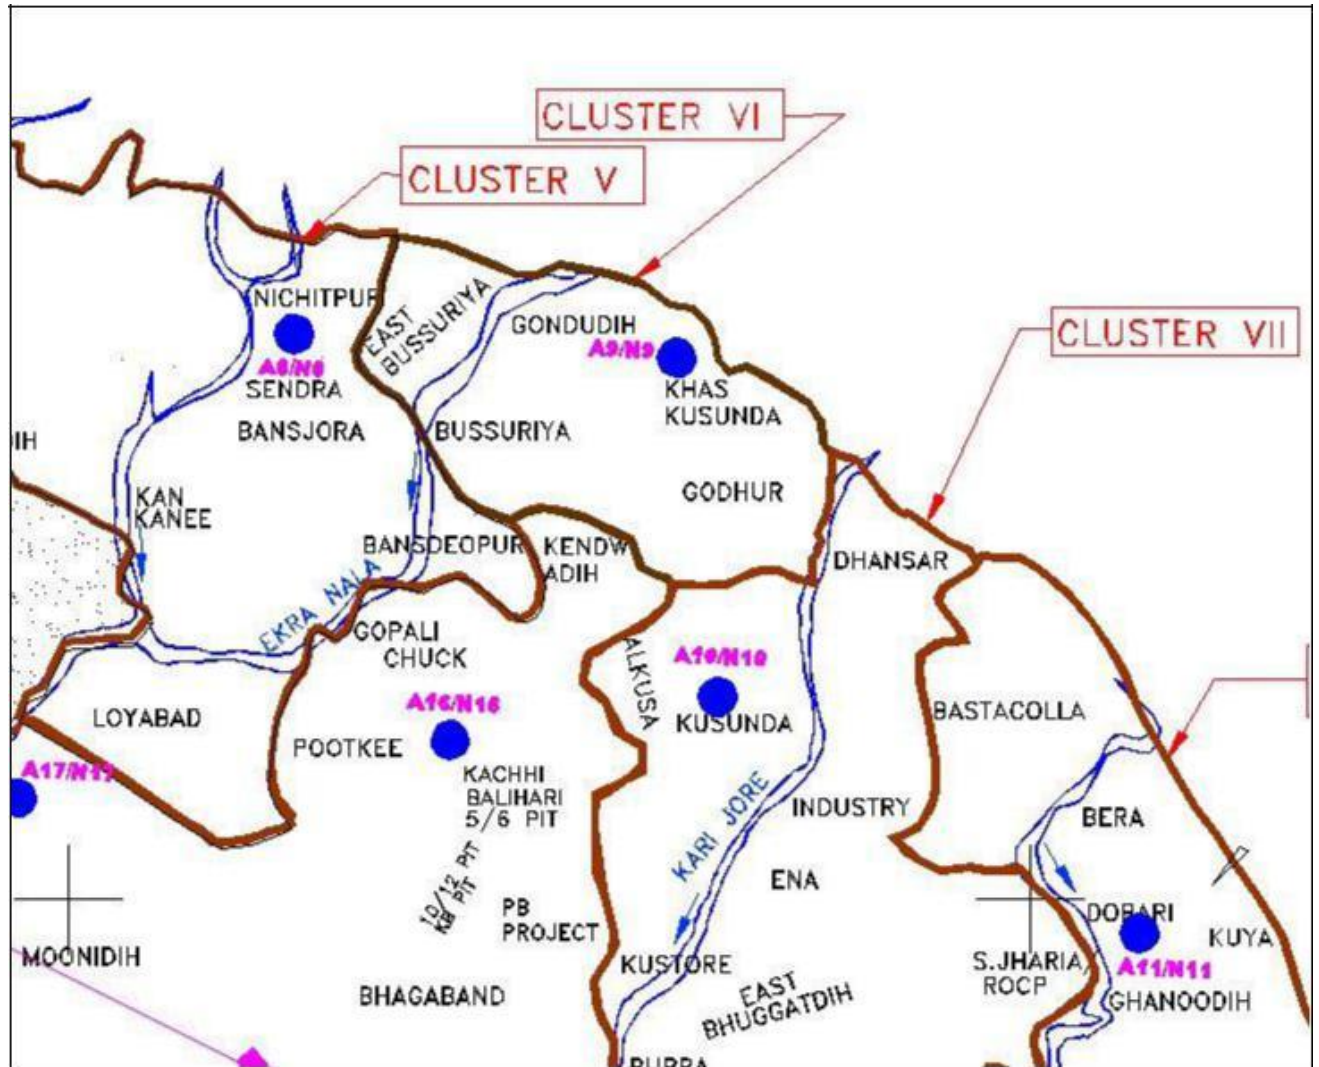 CLUSTER VI
CLUSTER V
CLUSTER VII
NICHITPUR
EAST
BUSSURIYA
GONDUDIH
A9/N9
A8/N8
SENDRA
KHAS
KUSUNDA
BANSJORA
BUSSURIYA
IH
KAN
KANEE
GODHUR
BANSDEOPUR
KENDW
ADIH
DHANSAR
EKRA NALA
GOPALI
CHUCK
ALKUSA
A10/N10
KUSUNDA
LOYABAD
A16/N16
POOTKEE
BASTACOLLA
A17/N17
KACHHI
BALIHARI
5/6 PIT
KARI JORE
INDUSTRY
BERA
10/12 PIT
KB PIT
ENA
PB
PROJECT
DOBARI
KUYA
MOONIDIH
KUSTORE
S.JHARIA/
ROCP
A11/N11
BHAGABAND
EAST
BHUGGATDIH
GHANOODIH